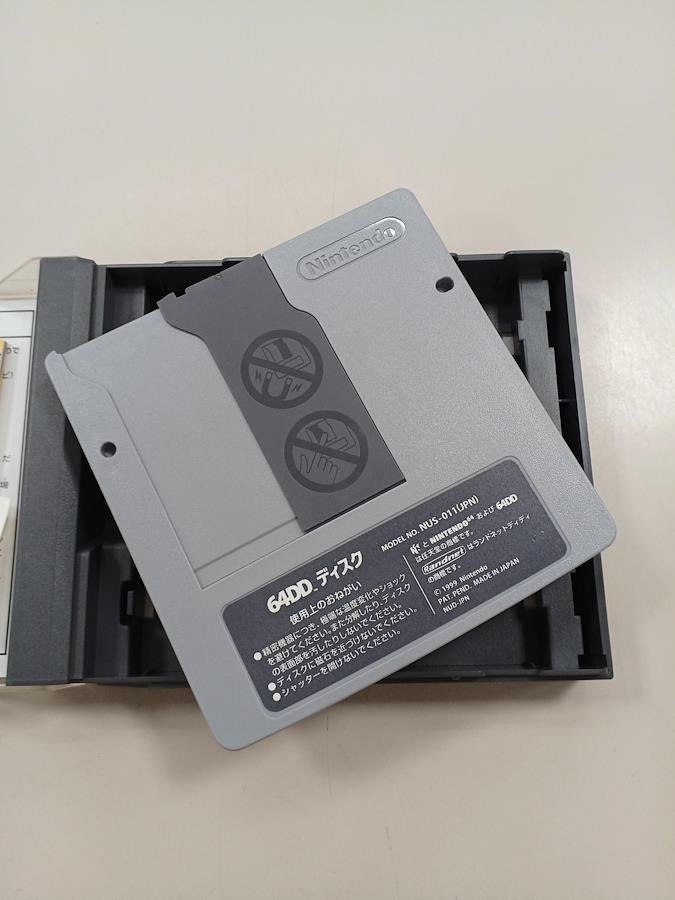 Nintendo
64DD ディスク
使用上のおねがい
●精密機器につき、極端な温度変化やショック
を避けてください。また分解したり、ディスク
の表面部を汚したりしないでください。
●ディスクに磁石を近づけないでください。
●シャッターを開けないでください。
MODEL NO. NUS-011(JPN)
と NINTENDO64 および 64DD
は任天堂の商標です。
Randnet はランドネットディディ
の商標です。
© 1999 Nintendo
PAT. PEND. MADE IN JAPAN
NUD-JPN